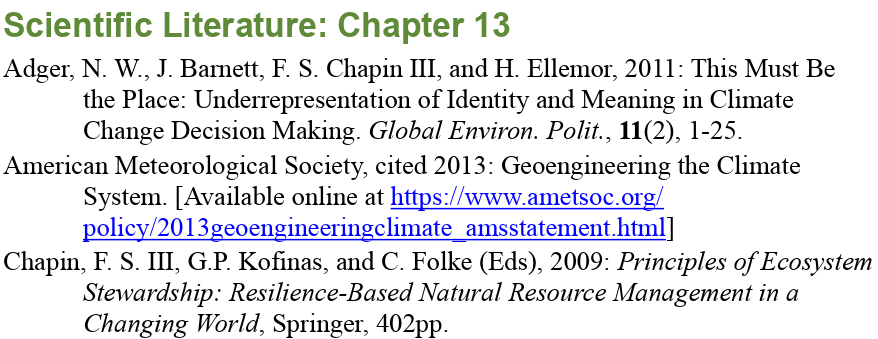 Scientific Literature: Chapter 13
Adger, N. W., J. Barnett, F. S. Chapin III, and H. Ellemor, 2011: This Must Be
the Place: Underrepresentation of Identity and Meaning in Climate
Change Decision Making. Global Environ. Polit., 11(2), 1-25.
American Meteorological Society, cited 2013: Geoengineering the Climate
System. [Available online at https://www.ametsoc.org/
policy/2013geoengineeringclimate_amsstatement.html]
Chapin, F. S. III, G.P. Kofinas, and C. Folke (Eds), 2009: Principles of Ecosystem
Stewardship: Resilience-Based Natural Resource Management in a
Changing World, Springer, 402pp.